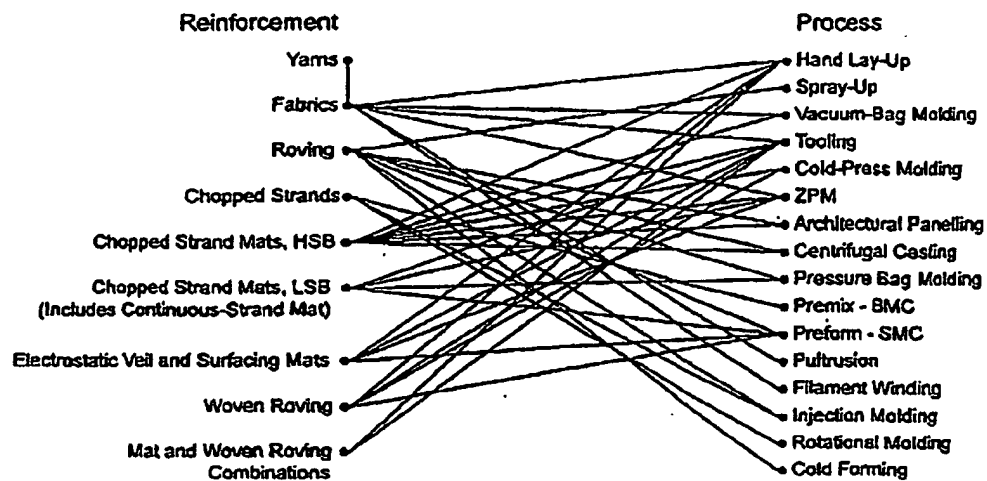 Reinforcement
Yarns
Fabrics
Roving
Chopped Strands
Chopped Strand Mats, HSB
Chopped Strand Mats, LSB
(Includes Continuous-Strand Mat)
Electrostatic Veil and Surfacing Mats
Woven Roving
Mat and Woven Roving
Combinations
Process
Hand Lay-Up
Spray-Up
Vacuum-Bag Molding
Tooling
Cold-Press Molding
ZPM
Architectural Panelling
Centrifugal Casting
Pressure Bag Molding
Premix - BMC
Preform - SMC
Pultrusion
Filament Winding
Injection Molding
Rotational Molding
Cold Forming